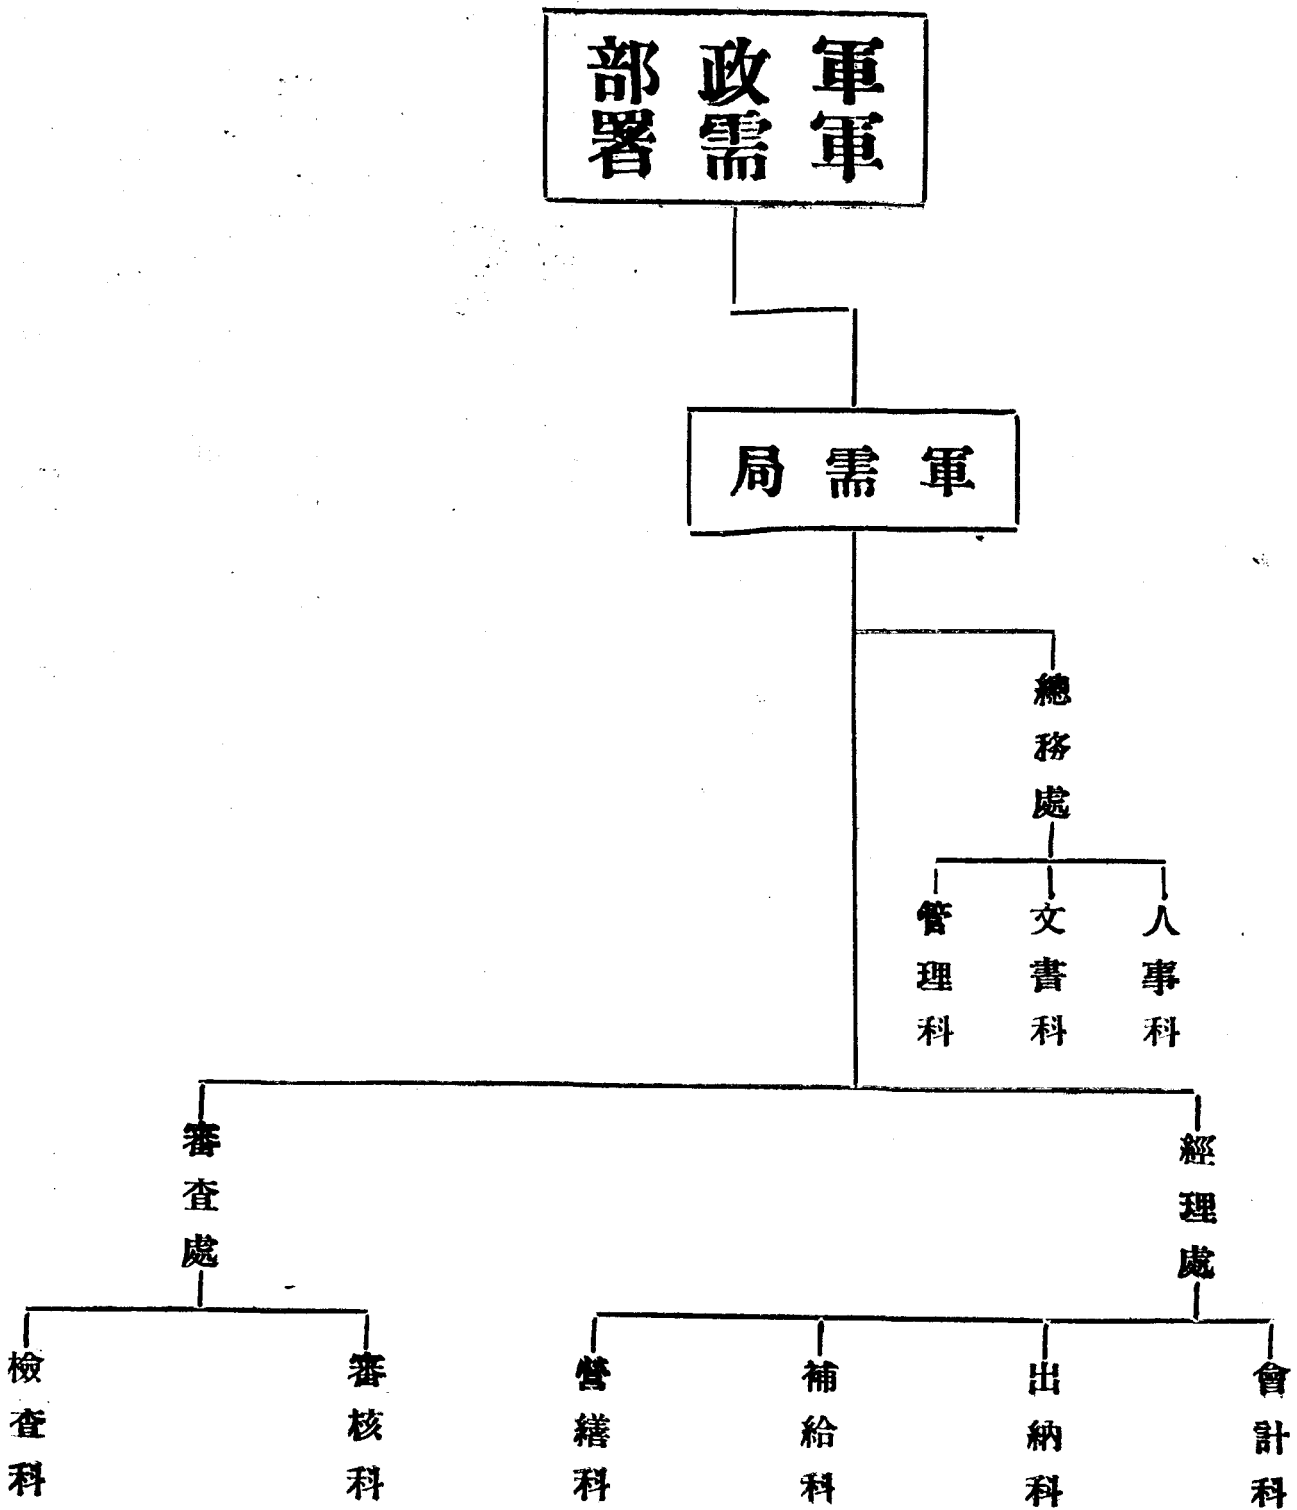 軍政部
軍需署
軍需局
總務處
人事科
文書科
管理科
經理處
會計科
出納科
補給科
營繕科
審查處
審核科
檢查科